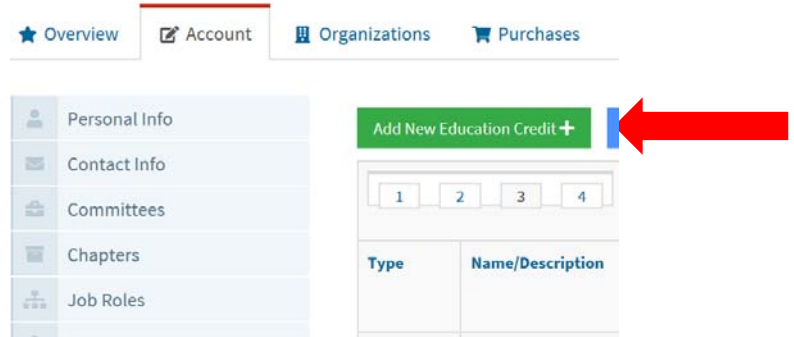 Overview Account Organizations Purchases
Personal Info
Contact Info
Committees
Chapters
Job Roles
Add New Education Credit +
1 2 3 4
Type Name/Description